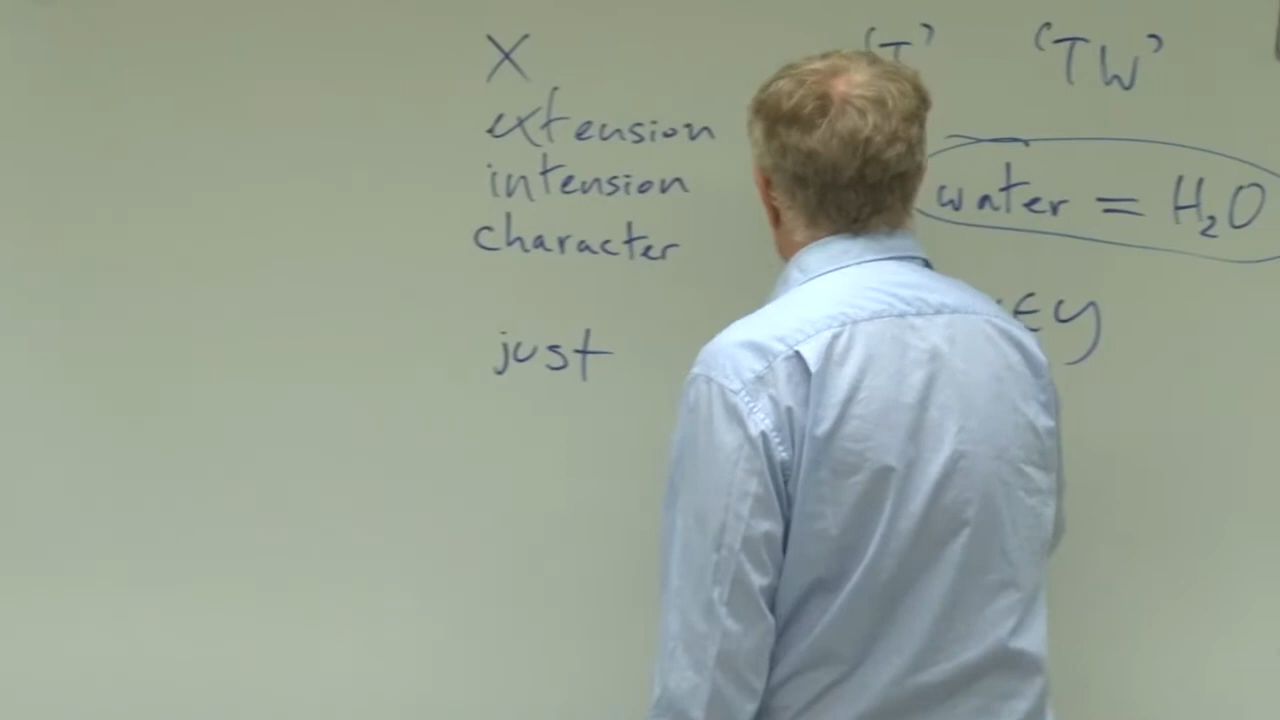 X 'T' 'TW'
extension
intension water = H₂O
character
just